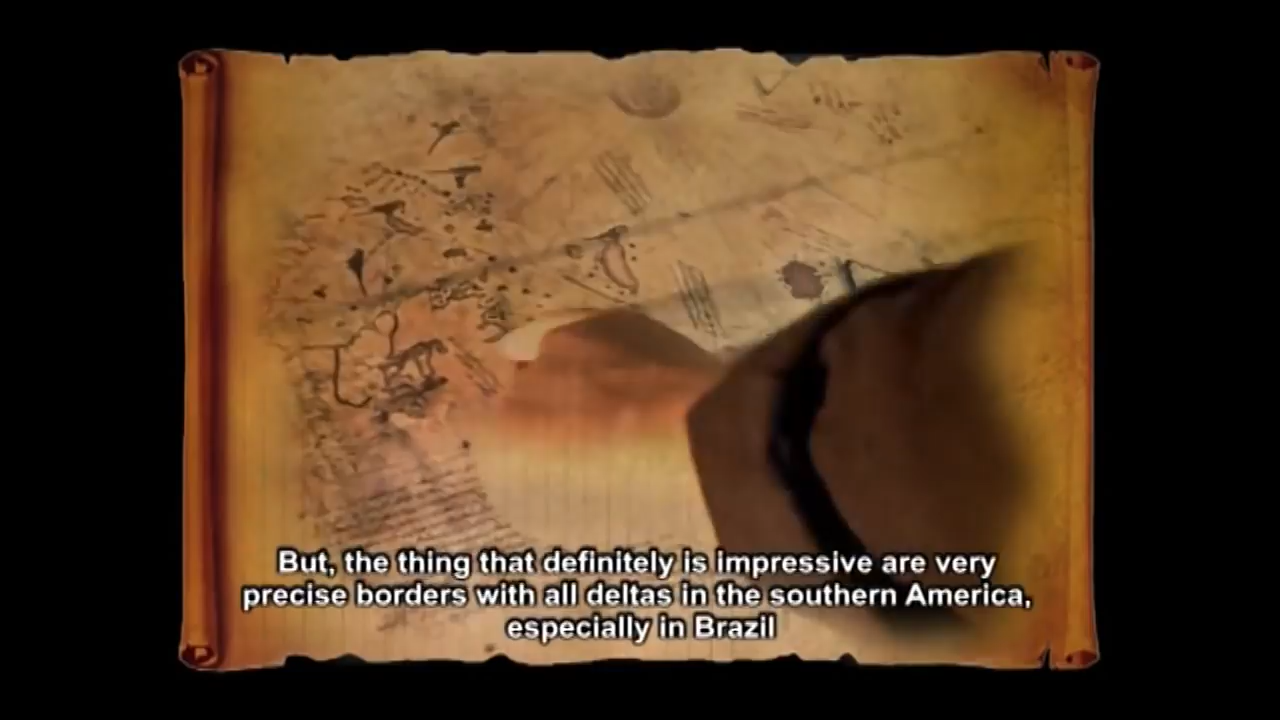 But, the thing that definitely is impressive are very
precise borders with all deltas in the southern America,
especially in Brazil